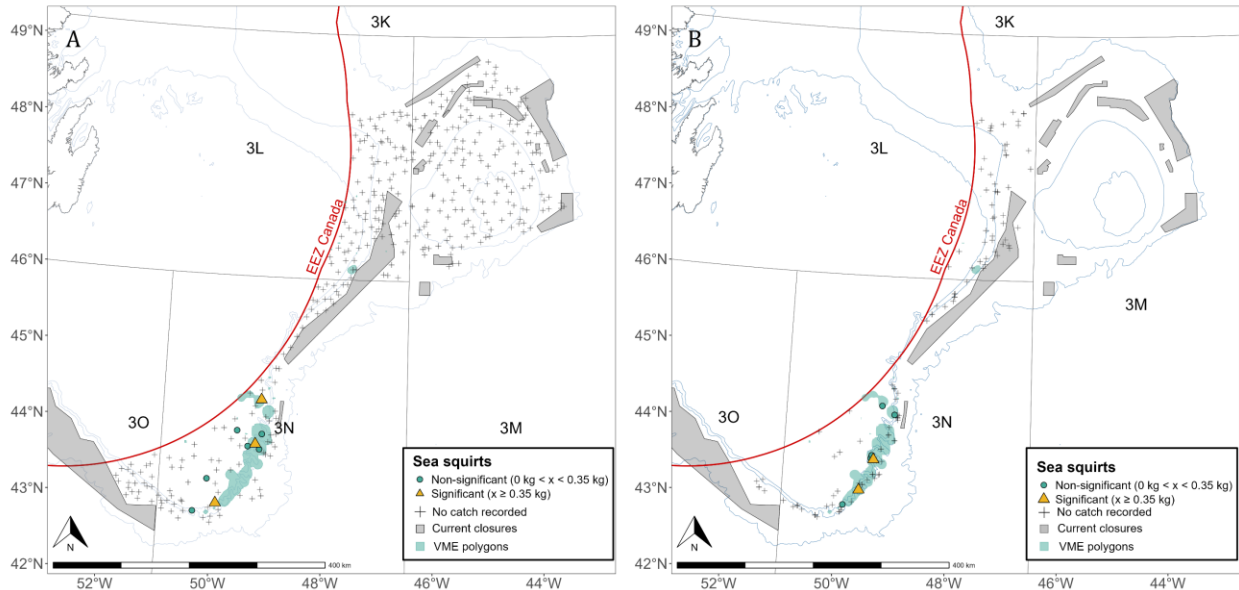 A
3K
49°N
48°N
3L
47°N
EEZ Canada
46°N
3M
45°N
44°N
3O
3N
3M
43°N
42°N
Sea squirts
Non-significant (0 kg < x < 0.35 kg)
Significant (x ≥ 0.35 kg)
No catch recorded
Current closures
VME polygons
N
400 km
52°W 50°W 48°W 46°W 44°W
B
3K
49°N
48°N
3L
47°N
EEZ Canada
46°N
3M
45°N
44°N
3O
3N
43°N
42°N
Sea squirts
Non-significant (0 kg < x < 0.35 kg)
Significant (x ≥ 0.35 kg)
No catch recorded
Current closures
VME polygons
N
400 km
52°W 50°W 48°W 46°W 44°W